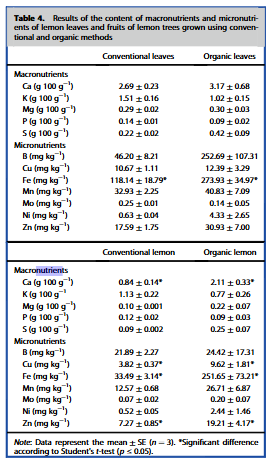 Table 4. Results of the content of macronutrients and micronutri-
ents of lemon leaves and fruits of lemon trees grown using conven-
tional and organic methods
Conventional leaves Organic leaves
Macronutrients
Ca (g 100 g⁻¹) 2.69 ± 0.23 3.17 ± 0.68
K (g 100 g⁻¹) 1.51 ± 0.16 1.02 ± 0.15
Mg (g 100 g⁻¹) 0.29 ± 0.02 0.30 ± 0.03
P (g 100 g⁻¹) 0.14 ± 0.01 0.09 ± 0.02
S (g 100 g⁻¹) 0.22 ± 0.02 0.42 ± 0.09
Micronutrients
B (mg kg⁻¹) 46.20 ± 8.21 252.69 ± 107.31
Cu (mg kg⁻¹) 10.67 ± 1.11 12.39 ± 3.29
Fe (mg kg⁻¹) 118.14 ± 18.79* 273.93 ± 34.97*
Mn (mg kg⁻¹) 32.93 ± 2.25 40.83 ± 7.09
Mo (mg kg⁻¹) 0.25 ± 0.01 0.14 ± 0.05
Ni (mg kg⁻¹) 0.63 ± 0.04 4.33 ± 2.65
Zn (mg kg⁻¹) 17.59 ± 1.75 30.93 ± 7.00
Conventional lemon Organic lemon
Macronutrients
Ca (g 100 g⁻¹) 0.84 ± 0.14* 2.11 ± 0.33*
K (g 100 g⁻¹) 1.13 ± 0.22 0.77 ± 0.26
Mg (g 100 g⁻¹) 0.10 ± 0.001 0.22 ± 0.07
P (g 100 g⁻¹) 0.12 ± 0.02 0.09 ± 0.03
S (g 100 g⁻¹) 0.09 ± 0.002 0.25 ± 0.07
Micronutrients
B (mg kg⁻¹) 21.89 ± 2.27 24.42 ± 17.31
Cu (mg kg⁻¹) 3.82 ± 0.37* 9.62 ± 1.81*
Fe (mg kg⁻¹) 33.49 ± 3.14* 251.65 ± 73.21*
Mn (mg kg⁻¹) 12.57 ± 0.68 26.71 ± 6.87
Mo (mg kg⁻¹) 0.07 ± 0.02 0.20 ± 0.07
Ni (mg kg⁻¹) 0.52 ± 0.05 2.44 ± 1.46
Zn (mg kg⁻¹) 7.27 ± 0.85* 19.21 ± 4.17*
Note: Data represent the mean ± SE (n = 3). *Significant difference
according to Student's t-test (p ≤ 0.05).